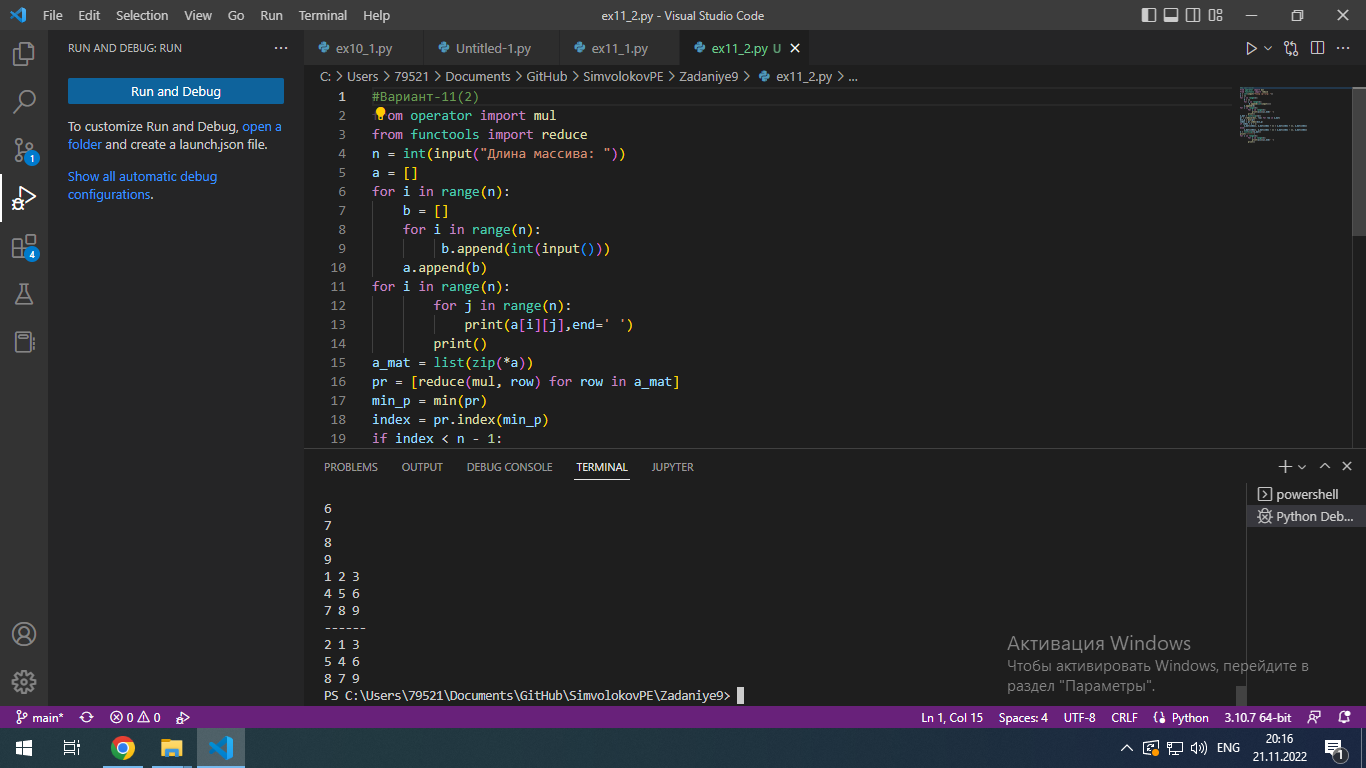 File Edit Selection View Go Run Terminal Help
ex11_2.py - Visual Studio Code
RUN AND DEBUG: RUN
ex10_1.py
Untitled-1.py
ex11_1.py
ex11_2.py U
C: > Users > 79521 > Documents > GitHub > SimvolokovPE > Zadaniye9 > ex11_2.py > ...
Run and Debug
To customize Run and Debug, open a
folder and create a launch.json file.
Show all automatic debug
configurations.
1
4
1 #Вариант-11(2)
2 from operator import mul
3 from functools import reduce
4 n = int(input("Длина массива: "))
5 a = []
6 for i in range(n):
7 b = []
8 for i in range(n):
9 b.append(int(input()))
10 a.append(b)
11 for i in range(n):
12 for j in range(n):
13 print(a[i][j],end=' ')
14 print()
15 a_mat = list(zip(*a))
16 pr = [reduce(mul, row) for row in a_mat]
17 min_p = min(pr)
18 index = pr.index(min_p)
19 if index < n - 1:
PROBLEMS OUTPUT DEBUG CONSOLE TERMINAL JUPYTER
powershell
Python Deb...
6
7
8
9
1 2 3
4 5 6
7 8 9
------
2 1 3
5 4 6
8 7 9
PS C:\Users\79521\Documents\GitHub\SimvolokovPE\Zadaniye9>
Активация Windows
Чтобы активировать Windows, перейдите в
раздел "Параметры".
main* 0 0
Ln 1, Col 15 Spaces: 4 UTF-8 CRLF Python 3.10.7 64-bit
ENG
20:16
21.11.2022
1